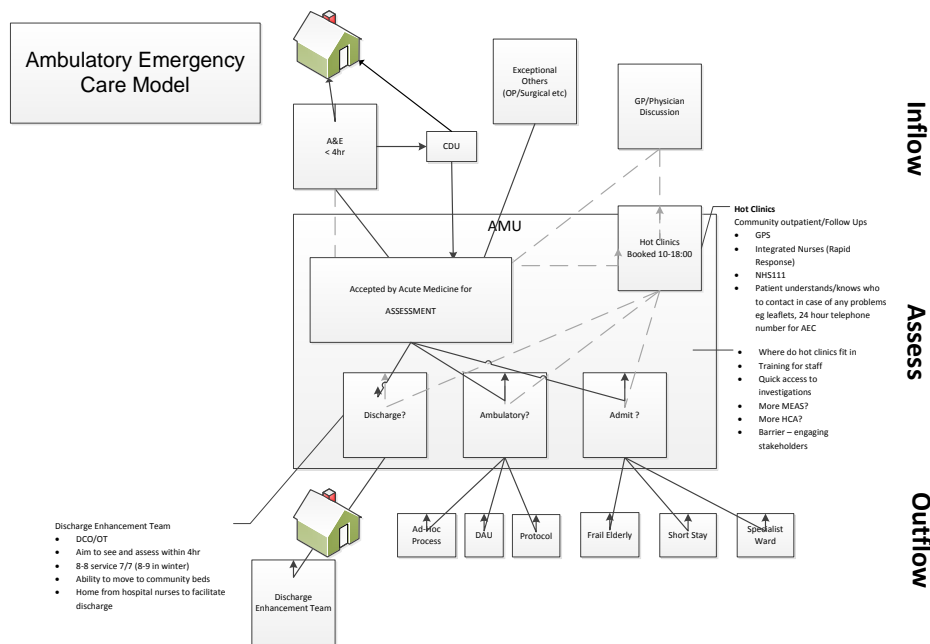 Ambulatory Emergency
Care Model
Exceptional
Others
(OP/Surgical etc)
GP/Physician
Discussion
A&E
< 4hr
CDU
Inflow
AMU
Hot Clinics
Booked 10-18:00
Hot Clinics
Community outpatient/Follow Ups
• GPS
• Integrated Nurses (Rapid
Response)
• NHS111
• Patient understands/knows who
to contact in case of any problems
eg leaflets, 24 hour telephone
number for AEC
Accepted by Acute Medicine for
ASSESSMENT
Assess
• Where do hot clinics fit in
• Training for staff
• Quick access to
investigations
• More MEAS?
• More HCA?
• Barrier – engaging
stakeholders
Discharge?
Ambulatory?
Admit ?
Outflow
Discharge Enhancement Team
• DCO/OT
• Aim to see and assess within 4hr
• 8-8 service 7/7 (8-9 in winter)
• Ability to move to community beds
• Home from hospital nurses to facilitate
discharge
Ad-Hoc
Process
DAU
Protocol
Frail Elderly
Short Stay
Specialist
Ward
Discharge
Enhancement Team